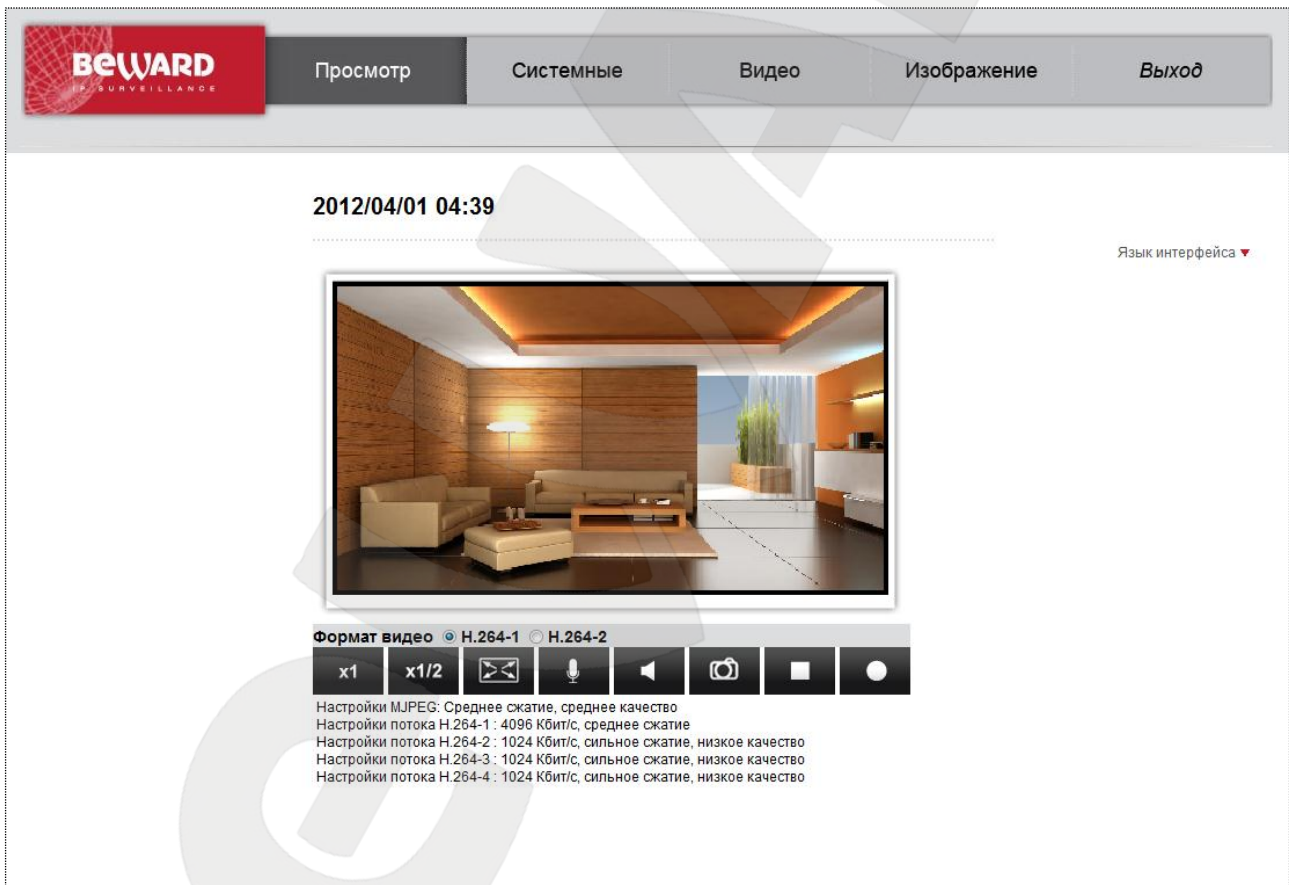 BEWARD
IP SURVEILLANCE
Просмотр
Системные
Видео
Изображение
Выход
2012/04/01 04:39
Язык интерфейса
Формат видео H.264-1 H.264-2
x1 x1/2
Настройки MJPEG: Среднее сжатие, среднее качество
Настройки потока H.264-1 : 4096 Кбит/с, среднее сжатие
Настройки потока H.264-2 : 1024 Кбит/с, сильное сжатие, низкое качество
Настройки потока H.264-3 : 1024 Кбит/с, сильное сжатие, низкое качество
Настройки потока H.264-4 : 1024 Кбит/с, сильное сжатие, низкое качество